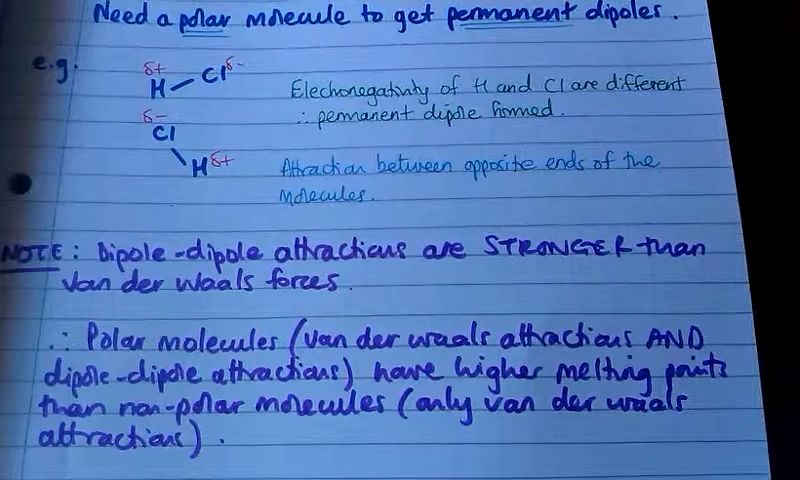 Need a polar molecule to get permanent dipoles.
e.g.
δ+ H — Cl δ-
Electronegativity of H and Cl are different
∴ permanent dipole formed.
δ-
Cl
\ H δ+
Attraction between opposite ends of the
molecules.
NOTE: Dipole-dipole attractions are STRONGER than
Van der Waals forces.
∴ Polar molecules (van der waals attractions AND
dipole-dipole attractions) have higher melting points
than non-polar molecules (only van der waals
attractions).